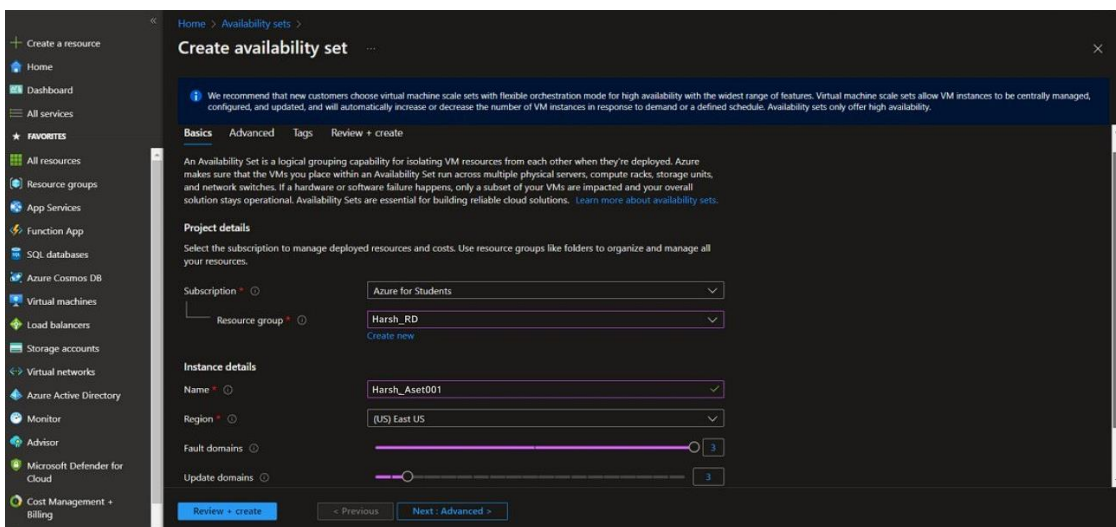 Create a resource
Home
Dashboard
All services
FAVORITES
All resources
Resource groups
App Services
Function App
SQL databases
Azure Cosmos DB
Virtual machines
Load balancers
Storage accounts
Virtual networks
Azure Active Directory
Monitor
Advisor
Microsoft Defender for
Cloud
Cost Management +
Billing
Home > Availability sets >
Create availability set ...
We recommend that new customers choose virtual machine scale sets with flexible orchestration mode for high availability with the widest range of features. Virtual machine scale sets allow VM instances to be centrally managed,
configured, and updated, and will automatically increase or decrease the number of VM instances in response to demand or a defined schedule. Availability sets only offer high availability.
Basics Advanced Tags Review + create
An Availability Set is a logical grouping capability for isolating VM resources from each other when they're deployed. Azure
makes sure that the VMs you place within an Availability Set run across multiple physical servers, compute racks, storage units,
and network switches. If a hardware or software failure happens, only a subset of your VMs are impacted and your overall
solution stays operational. Availability Sets are essential for building reliable cloud solutions. Learn more about availability sets.
Project details
Select the subscription to manage deployed resources and costs. Use resource groups like folders to organize and manage all
your resources.
Subscription * Azure for Students
Resource group * Harsh_RD
Create new
Instance details
Name * Harsh_Aset001
Region * (US) East US
Fault domains 3
Update domains 3
Review + create < Previous Next : Advanced >